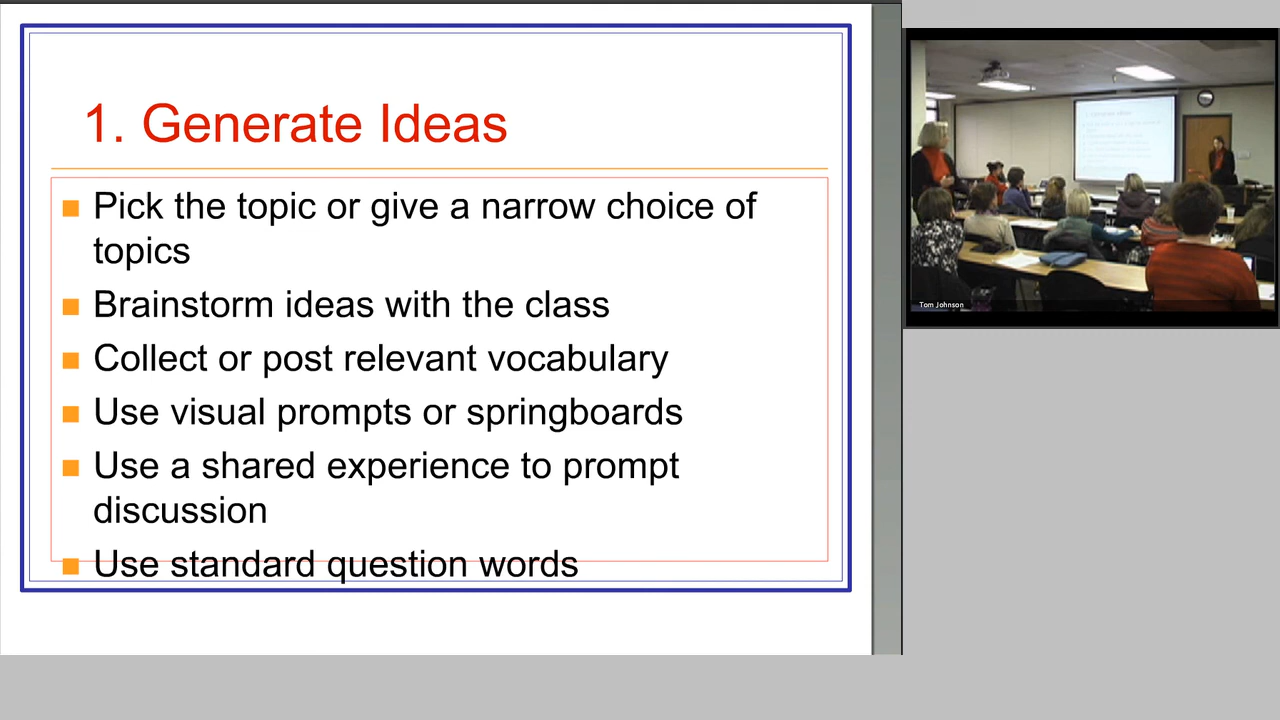 1. Generate Ideas
Pick the topic or give a narrow choice of
topics
Brainstorm ideas with the class
Collect or post relevant vocabulary
Use visual prompts or springboards
Use a shared experience to prompt
discussion
Use standard question words
Tom Johnson